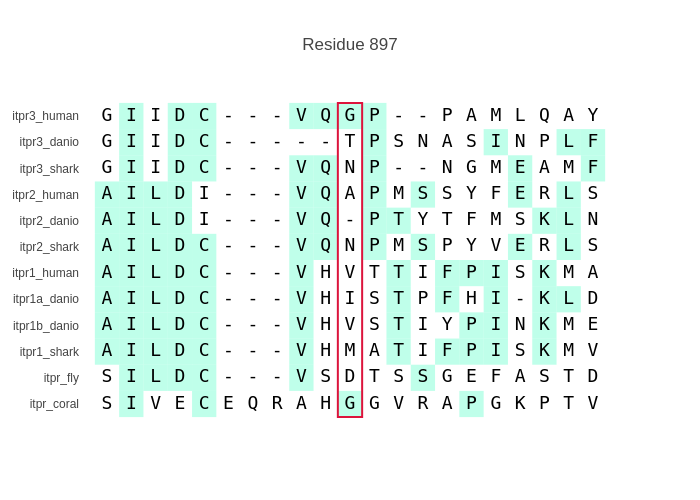 Residue 897
itpr3_human G I I D C - - - V Q G P - - P A M L Q A Y
itpr3_danio G I I D C - - - - - T P S N A S I N P L F
itpr3_shark G I I D C - - - V Q N P - - N G M E A M F
itpr2_human A I L D I - - - V Q A P M S S Y F E R L S
itpr2_danio A I L D I - - - V Q - P T Y T F M S K L N
itpr2_shark A I L D C - - - V Q N P M S P Y V E R L S
itpr1_human A I L D C - - - V H V T T I F P I S K M A
itpr1a_danio A I L D C - - - V H I S T P F H I - K L D
itpr1b_danio A I L D C - - - V H V S T I Y P I N K M E
itpr1_shark A I L D C - - - V H M A T I F P I S K M V
itpr_fly S I L D C - - - V S D T S S G E F A S T D
itpr_coral S I V E C E Q R A H G G V R A P G K P T V